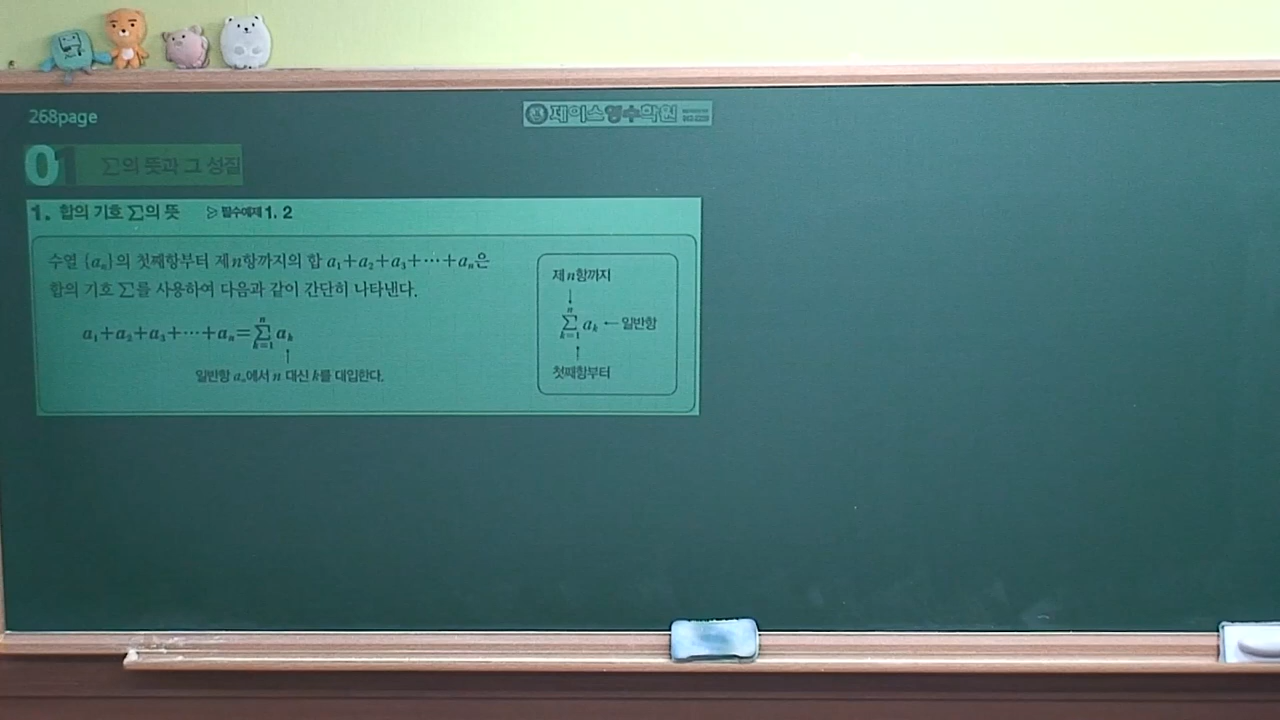 268page
제이스영수학원
01 ∑의 뜻과 그 성질
1. 합의 기호 ∑의 뜻 ▷ 필수예제 1, 2
수열 {aₙ}의 첫째항부터 제n항까지의 합 a₁+a₂+a₃+⋯+aₙ은
합의 기호 ∑를 사용하여 다음과 같이 간단히 나타낸다.
a₁+a₂+a₃+⋯+aₙ=∑ₖ₌₁ⁿ aₖ
↑
일반항 aₙ에서 n 대신 k를 대입한다.
제n항까지
↓
∑ₖ₌₁ⁿ aₖ ← 일반항
↑
첫째항부터